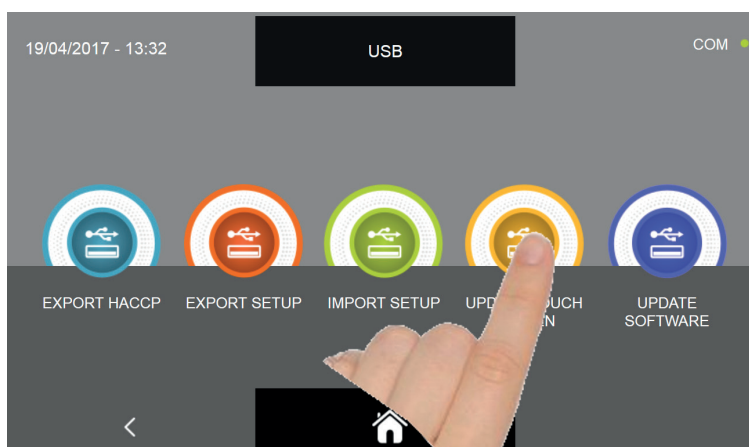 19/04/2017 - 13:32
USB
COM
EXPORT HACCP
EXPORT SETUP
IMPORT SETUP
UPDATE
SOFTWARE